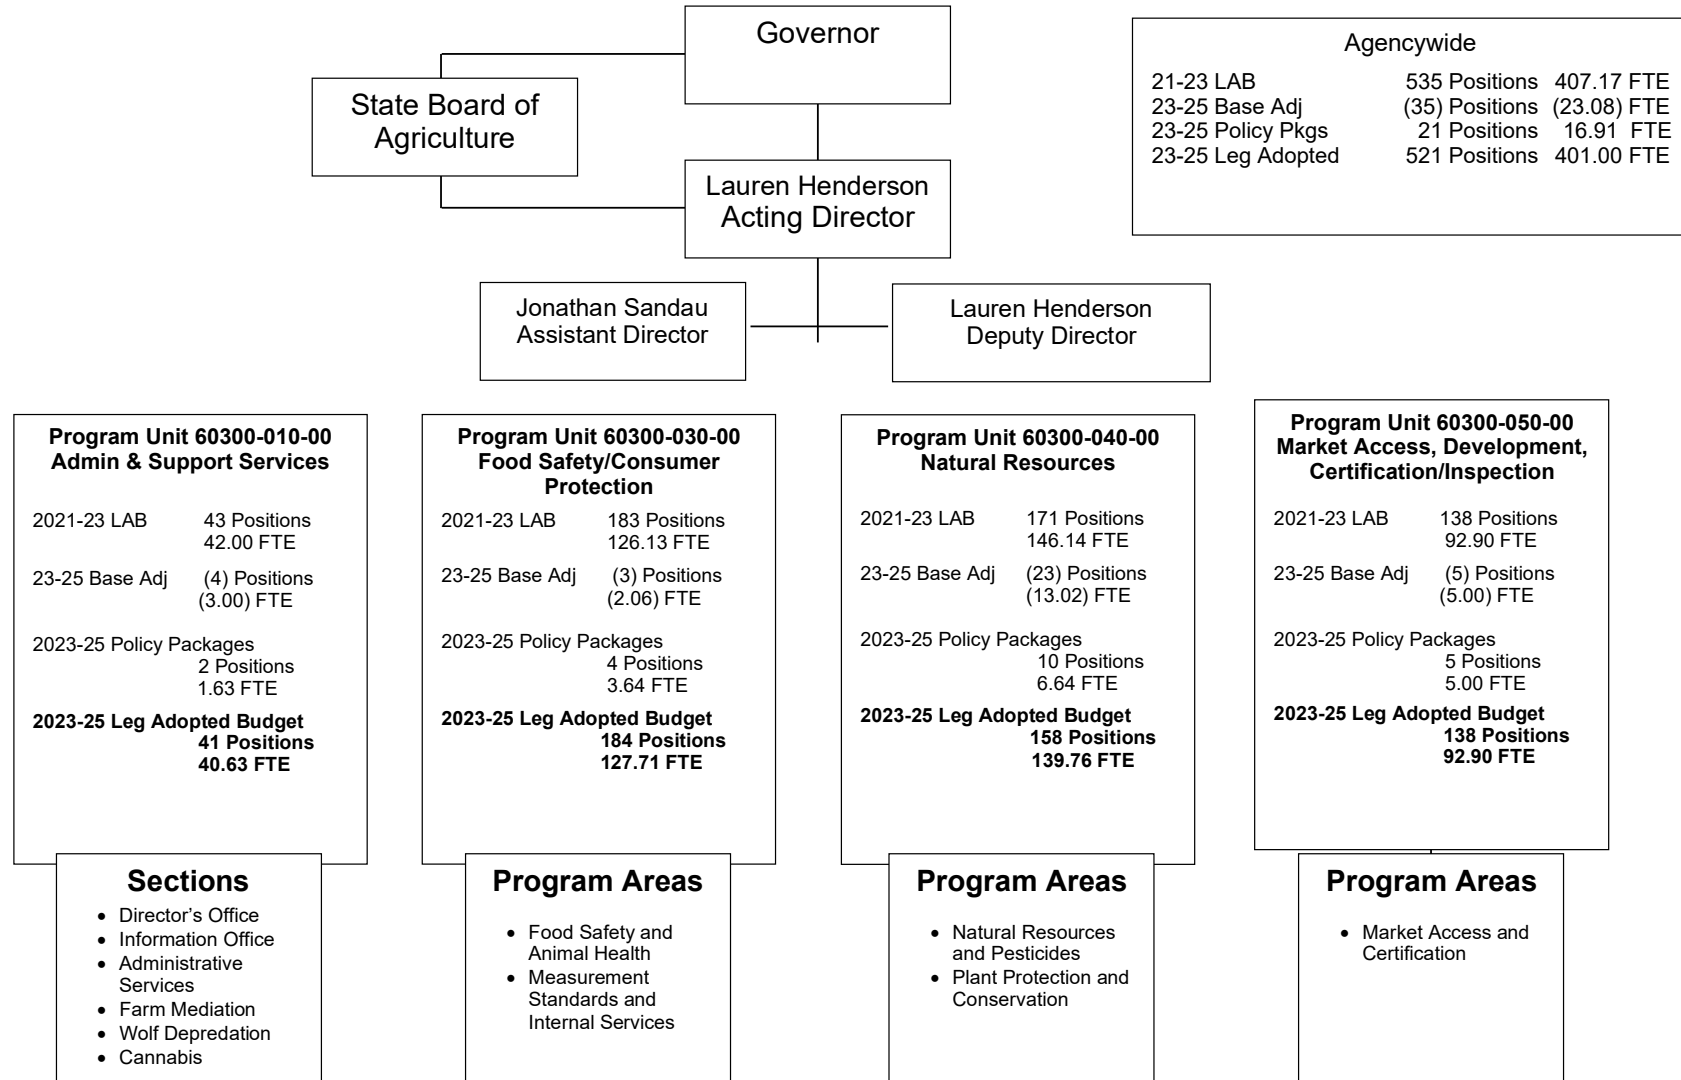 Governor
State Board of
Agriculture
Lauren Henderson
Acting Director
Agencywide
21-23 LAB 535 Positions 407.17 FTE
23-25 Base Adj (35) Positions (23.08) FTE
23-25 Policy Pkgs 21 Positions 16.91 FTE
23-25 Leg Adopted 521 Positions 401.00 FTE
Jonathan Sandau
Assistant Director
Lauren Henderson
Deputy Director
Program Unit 60300-010-00
Admin & Support Services
2021-23 LAB 43 Positions
42.00 FTE
23-25 Base Adj (4) Positions
(3.00) FTE
2023-25 Policy Packages
2 Positions
1.63 FTE
2023-25 Leg Adopted Budget
41 Positions
40.63 FTE
Sections
• Director’s Office
• Information Office
• Administrative
Services
• Farm Mediation
• Wolf Depredation
• Cannabis
Program Unit 60300-030-00
Food Safety/Consumer
Protection
2021-23 LAB 183 Positions
126.13 FTE
23-25 Base Adj (3) Positions
(2.06) FTE
2023-25 Policy Packages
4 Positions
3.64 FTE
2023-25 Leg Adopted Budget
184 Positions
127.71 FTE
Program Areas
• Food Safety and
Animal Health
• Measurement
Standards and
Internal Services
Program Unit 60300-040-00
Natural Resources
2021-23 LAB 171 Positions
146.14 FTE
23-25 Base Adj (23) Positions
(13.02) FTE
2023-25 Policy Packages
10 Positions
6.64 FTE
2023-25 Leg Adopted Budget
158 Positions
139.76 FTE
Program Areas
• Natural Resources
and Pesticides
• Plant Protection and
Conservation
Program Unit 60300-050-00
Market Access, Development,
Certification/Inspection
2021-23 LAB 138 Positions
92.90 FTE
23-25 Base Adj (5) Positions
(5.00) FTE
2023-25 Policy Packages
5 Positions
5.00 FTE
2023-25 Leg Adopted Budget
138 Positions
92.90 FTE
Program Areas
• Market Access and
Certification